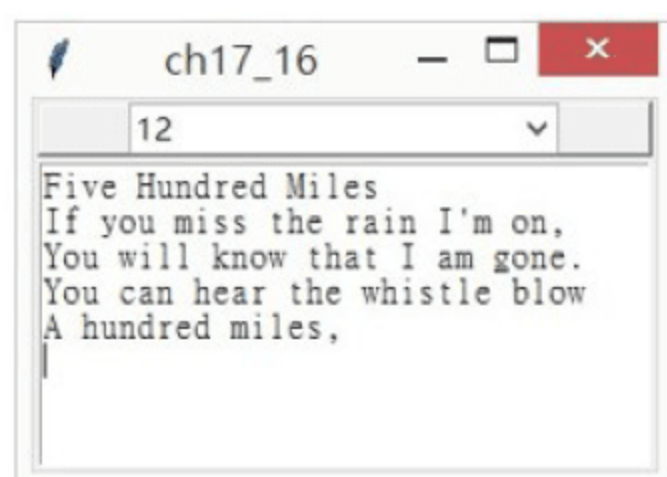 ch17_16
12
Five Hundred Miles
If you miss the rain I'm on,
You will know that I am gone.
You can hear the whistle blow
A hundred miles,